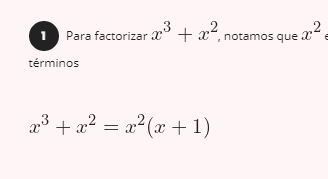 1 Para factorizar x³ + x², notamos que x² e
términos
x³ + x² = x²(x + 1)